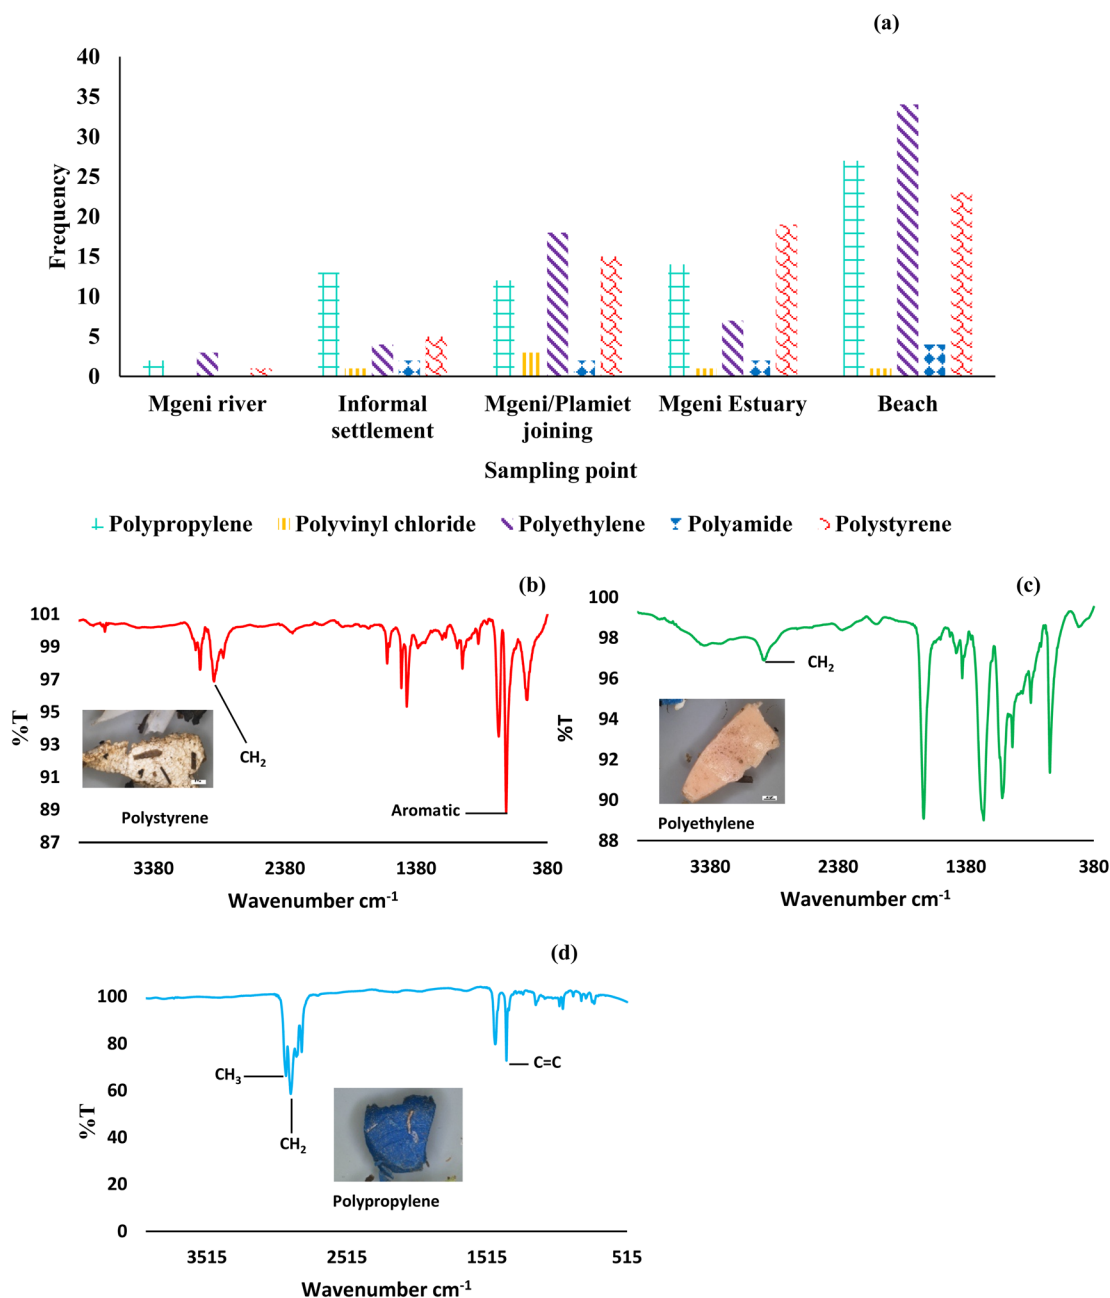 (a)
40
35
30
25
20
15
10
5
0
Frequency
Mgeni river
Informal
settlement
Mgeni/Plamiet
joining
Mgeni Estuary
Beach
Sampling point
Polypropylene Polyvinyl chloride Polyethylene Polyamide Polystyrene
(b)
101
99
97
95
93
91
89
87
%T
CH2
Aromatic
Polystyrene
3380 2380 1380 380
Wavenumber cm-1
(c)
100
98
96
94
92
90
88
%T
CH2
Polyethylene
3380 2380 1380 380
Wavenumber cm-1
(d)
100
80
60
40
20
0
%T
CH3
CH2
C=C
Polypropylene
3515 2515 1515 515
Wavenumber cm-1